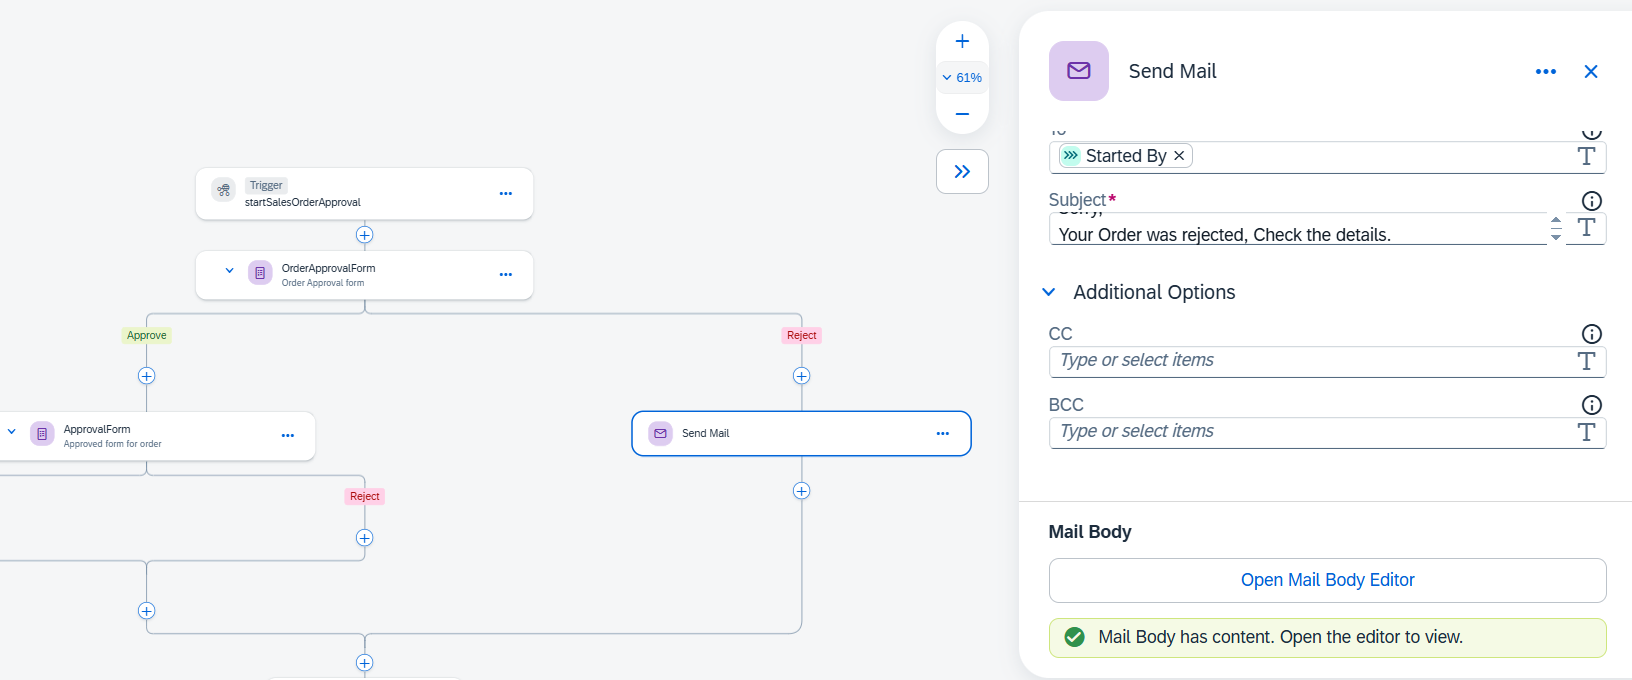 61%
Trigger
startSalesOrderApproval
OrderApprovalForm
Order Approval form
Approve
Reject
ApprovalForm
Approved form for order
Send Mail
Reject
Send Mail
To
Started By
Subject*
Sorry,
Your Order was rejected, Check the details.
Additional Options
CC
Type or select items
BCC
Type or select items
Mail Body
Open Mail Body Editor
Mail Body has content. Open the editor to view.